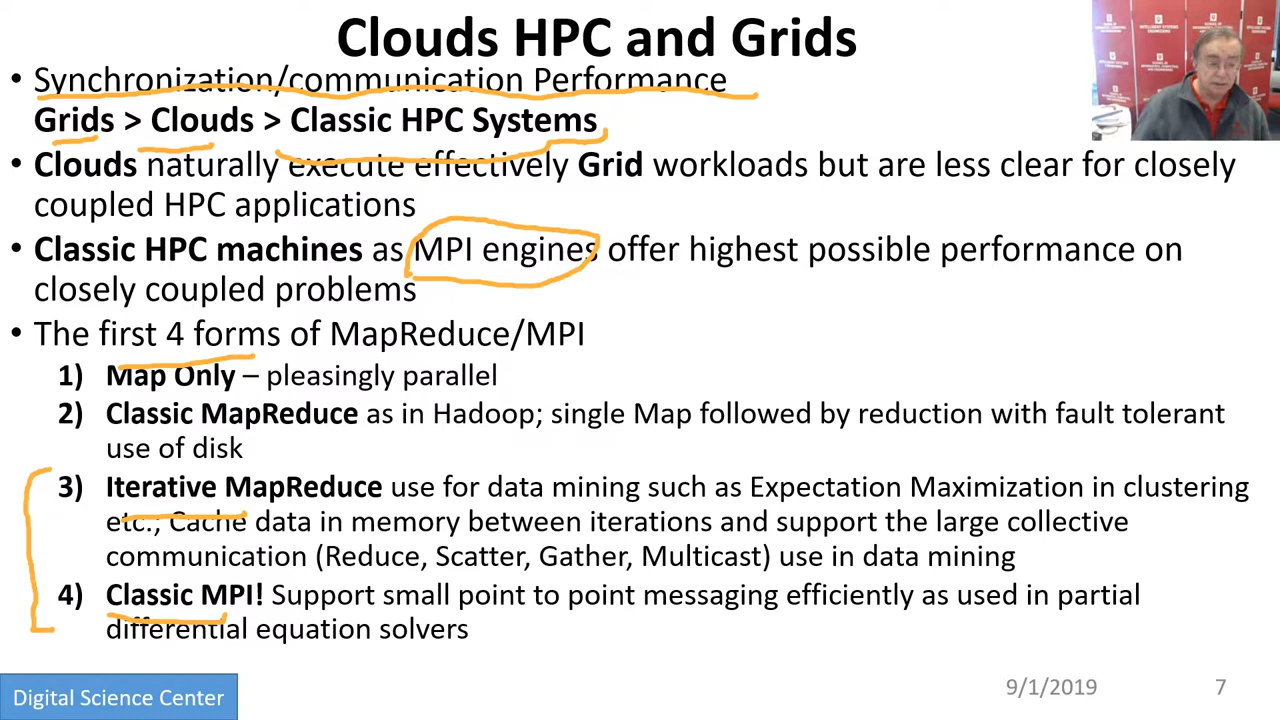 Clouds HPC and Grids
• Synchronization/communication Performance
Grids > Clouds > Classic HPC Systems
• Clouds naturally execute effectively Grid workloads but are less clear for closely
coupled HPC applications
• Classic HPC machines as MPI engines offer highest possible performance on
closely coupled problems
• The first 4 forms of MapReduce/MPI
1) Map Only – pleasingly parallel
2) Classic MapReduce as in Hadoop; single Map followed by reduction with fault tolerant
use of disk
3) Iterative MapReduce use for data mining such as Expectation Maximization in clustering
etc.; Cache data in memory between iterations and support the large collective
communication (Reduce, Scatter, Gather, Multicast) use in data mining
4) Classic MPI! Support small point to point messaging efficiently as used in partial
differential equation solvers
Digital Science Center
9/1/2019
7